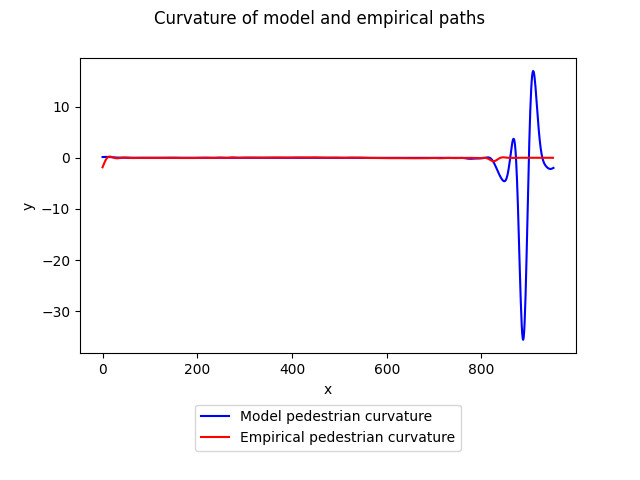 Curvature of model and empirical paths
10
0
−10
−20
−30
y
0 200 400 600 800
x
Model pedestrian curvature
Empirical pedestrian curvature